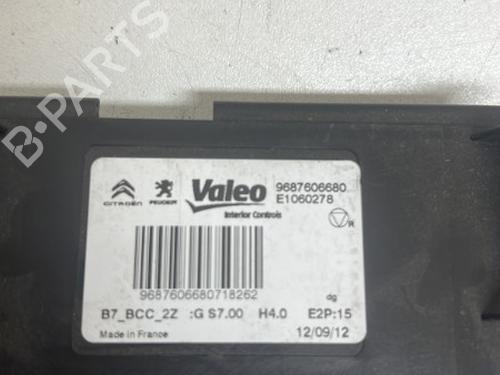 B-PARTS
CITROËN PEUGEOT Valeo 9687606680
E1060278
Interior Controls
R
9687606680718262
dg
B7_BCC_2Z :G S7.00 H4.0 E2P:15
Made in France 12/09/12